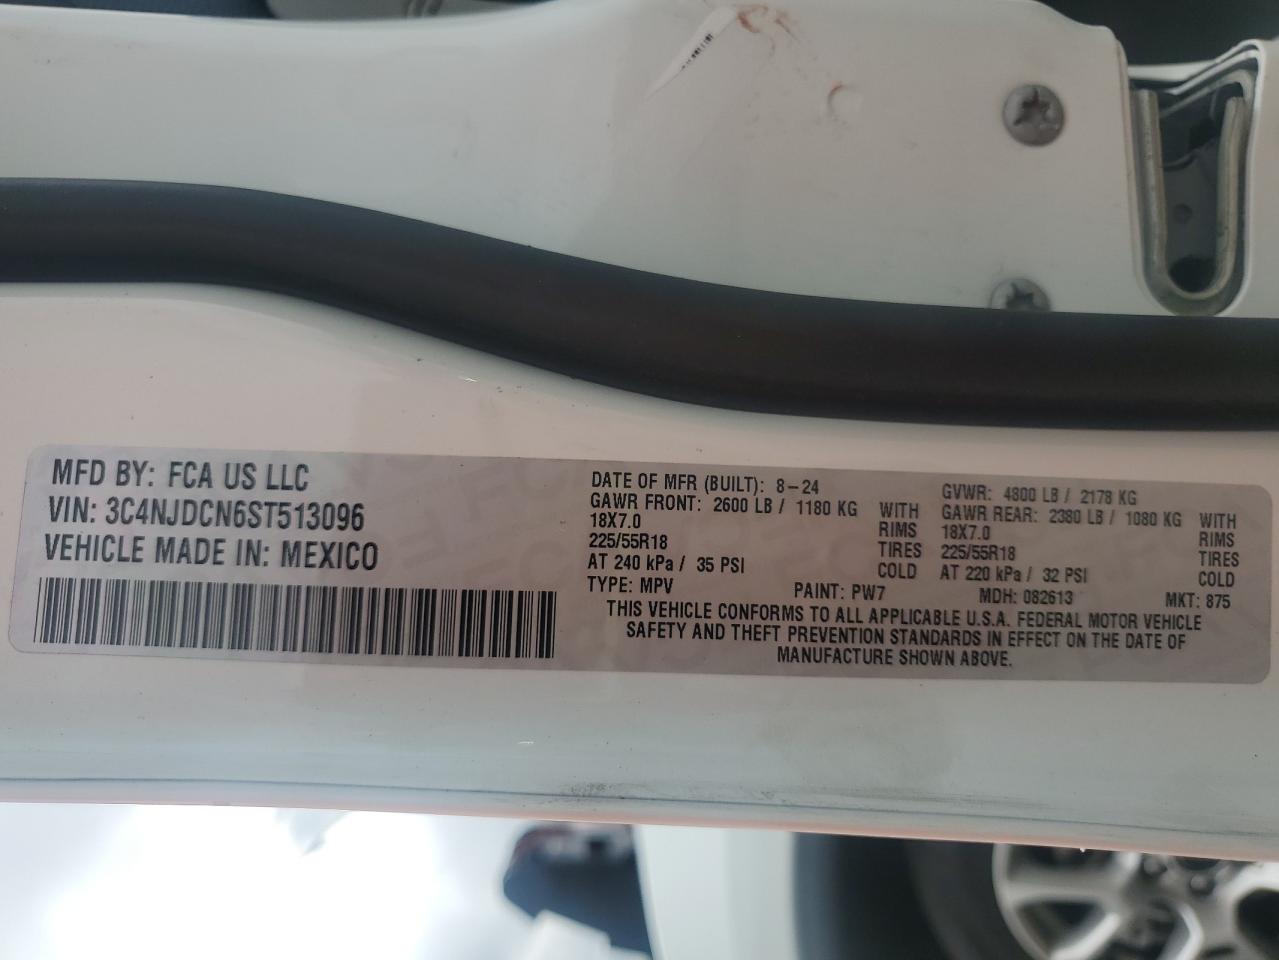 MFD BY: FCA US LLC
VIN: 3C4NJDCN6ST513096
VEHICLE MADE IN: MEXICO
DATE OF MFR (BUILT): 8-24
GAWR FRONT: 2600 LB / 1180 KG WITH
18X7.0 RIMS
225/55R18 TIRES
AT 240 kPa / 35 PSI COLD
GVWR: 4800 LB / 2178 KG
GAWR REAR: 2380 LB / 1080 KG WITH
18X7.0 RIMS
225/55R18 TIRES
AT 220 kPa / 32 PSI COLD
TYPE: MPV PAINT: PW7 MDH: 082613 MKT: 875
THIS VEHICLE CONFORMS TO ALL APPLICABLE U.S.A. FEDERAL MOTOR VEHICLE
SAFETY AND THEFT PREVENTION STANDARDS IN EFFECT ON THE DATE OF
MANUFACTURE SHOWN ABOVE.